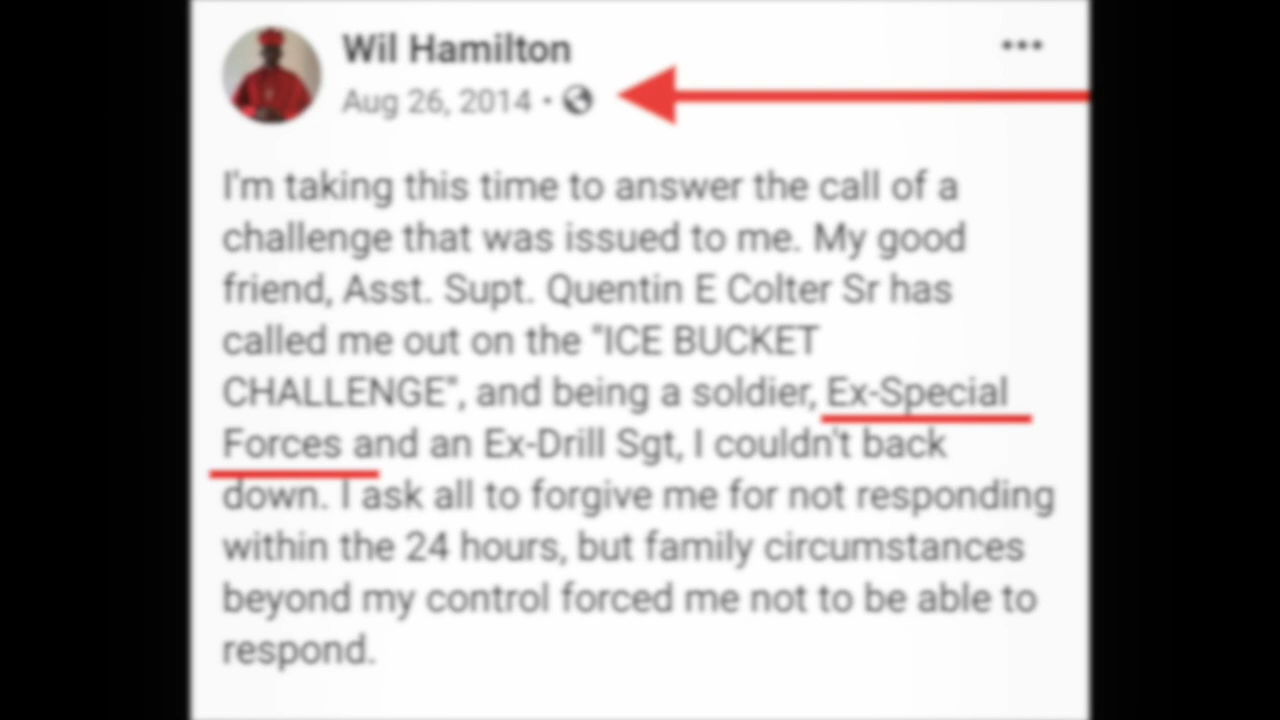 Wil Hamilton
Aug 26, 2014 •
I'm taking this time to answer the call of a
challenge that was issued to me. My good
friend, Asst. Supt. Quentin E Colter Sr has
called me out on the "ICE BUCKET
CHALLENGE", and being a soldier, Ex-Special
Forces and an Ex-Drill Sgt, I couldn't back
down. I ask all to forgive me for not responding
within the 24 hours, but family circumstances
beyond my control forced me not to be able to
respond.